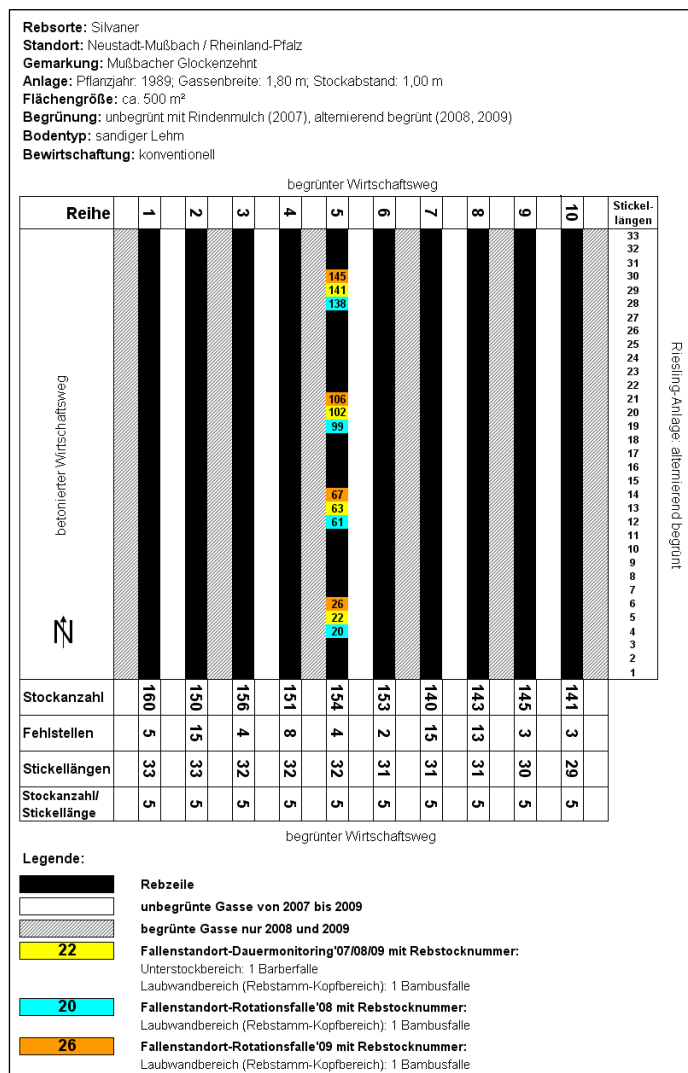 Rebsorte: Silvaner
Standort: Neustadt-Mußbach / Rheinland-Pfalz
Gemarkung: Mußbacher Glockenzehnt
Anlage: Pflanzjahr: 1989; Gassenbreite: 1,80 m; Stockabstand: 1,00 m
Flächengröße: ca. 500 m²
Begrünung: unbegrünt mit Rindenmulch (2007), alternierend begrünt (2008, 2009)
Bodentyp: sandiger Lehm
Bewirtschaftung: konventionell
begrünter Wirtschaftsweg
Reihe 1 2 3 4 5 6 7 8 9 10 Stickel-
längen
33
32
31
145 30
141 29
138 28
27
26
25
24
23
22
106 21
102 20
99 19
18
17
16
15
67 14
63 13
61 12
11
10
9
8
7
26 6
22 5
20 4
3
2
1
betonierter Wirtschaftsweg
N
Riesling-Anlage: alternierend begrünt
Stockanzahl 160 150 156 151 154 153 140 143 145 141
Fehlstellen 5 15 4 8 4 2 15 13 3 3
Stickellängen 33 33 32 32 32 31 31 31 30 29
Stockanzahl/
Stickellänge 5 5 5 5 5 5 5 5 5 5
begrünter Wirtschaftsweg
Legende:
Rebzeile
unbegrünte Gasse von 2007 bis 2009
begrünte Gasse nur 2008 und 2009
22 Fallenstandort-Dauermonitoring'07/08/09 mit Rebstocknummer:
Unterstockbereich: 1 Barberfalle
Laubwandbereich (Rebstamm-Kopfbereich): 1 Bambusfalle
20 Fallenstandort-Rotationsfalle'08 mit Rebstocknummer:
Laubwandbereich (Rebstamm-Kopfbereich): 1 Bambusfalle
26 Fallenstandort-Rotationsfalle'09 mit Rebstocknummer:
Laubwandbereich (Rebstamm-Kopfbereich): 1 Bambusfalle